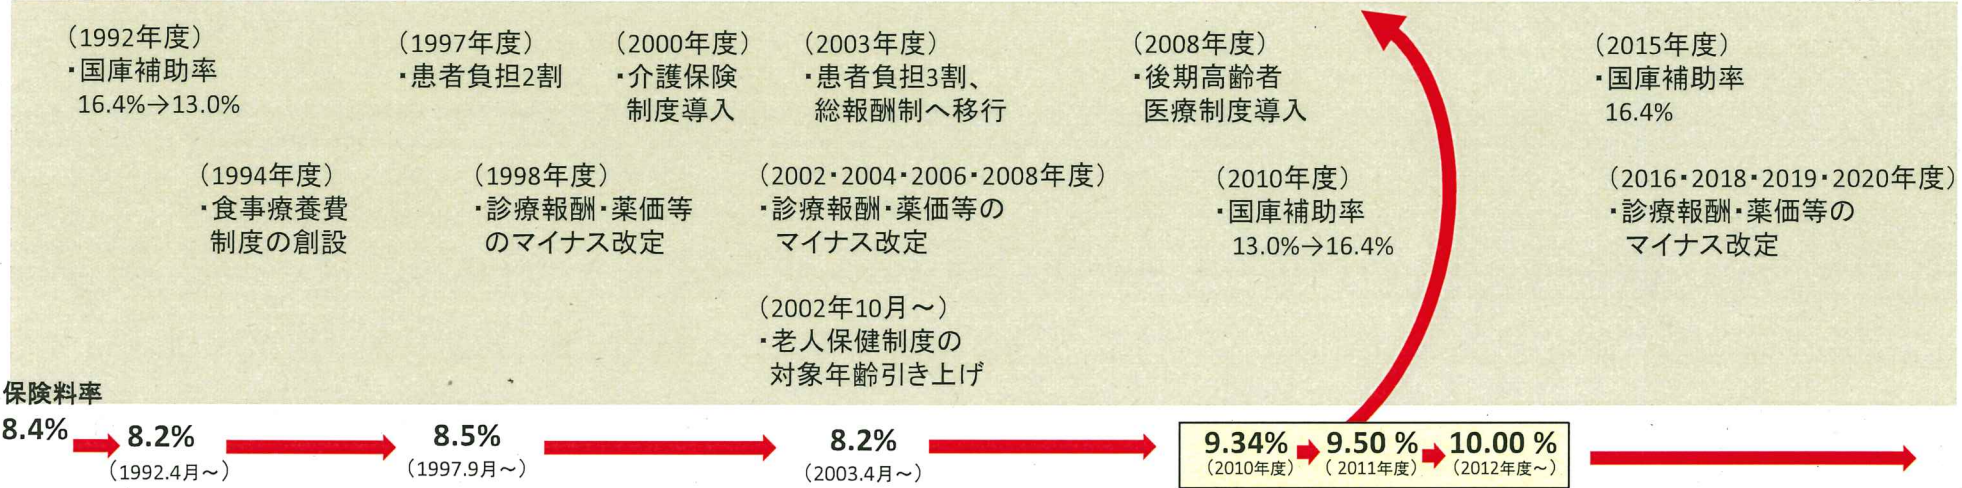 (1992年度)
・国庫補助率
16.4%→13.0%
(1997年度)
・患者負担2割
(2000年度)
・介護保険
制度導入
(2003年度)
・患者負担3割、
総報酬制へ移行
(2008年度)
・後期高齢者
医療制度導入
(2015年度)
・国庫補助率
16.4%
(1994年度)
・食事療養費
制度の創設
(1998年度)
・診療報酬・薬価等
のマイナス改定
(2002・2004・2006・2008年度)
・診療報酬・薬価等の
マイナス改定
(2010年度)
・国庫補助率
13.0%→16.4%
(2016・2018・2019・2020年度)
・診療報酬・薬価等の
マイナス改定
(2002年10月~)
・老人保健制度の
対象年齢引き上げ
保険料率
8.4%
8.2%
(1992.4月~)
8.5%
(1997.9月~)
8.2%
(2003.4月~)
9.34%
(2010年度)
9.50 %
( 2011年度)
10.00 %
(2012年度~)